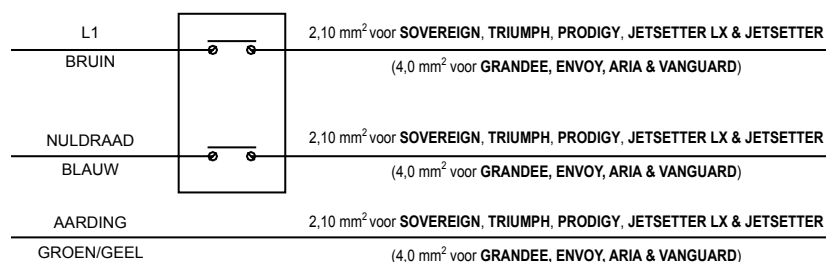 L1
2,10 mm² voor SOVEREIGN, TRIUMPH, PRODIGY, JETSETTER LX & JETSETTER
BRUIN
(4,0 mm² voor GRANDEE, ENVOY, ARIA & VANGUARD)
NULDRAAD
2,10 mm² voor SOVEREIGN, TRIUMPH, PRODIGY, JETSETTER LX & JETSETTER
BLAUW
(4,0 mm² voor GRANDEE, ENVOY, ARIA & VANGUARD)
AARDING
2,10 mm² voor SOVEREIGN, TRIUMPH, PRODIGY, JETSETTER LX & JETSETTER
GROEN/GEEL
(4,0 mm² voor GRANDEE, ENVOY, ARIA & VANGUARD)